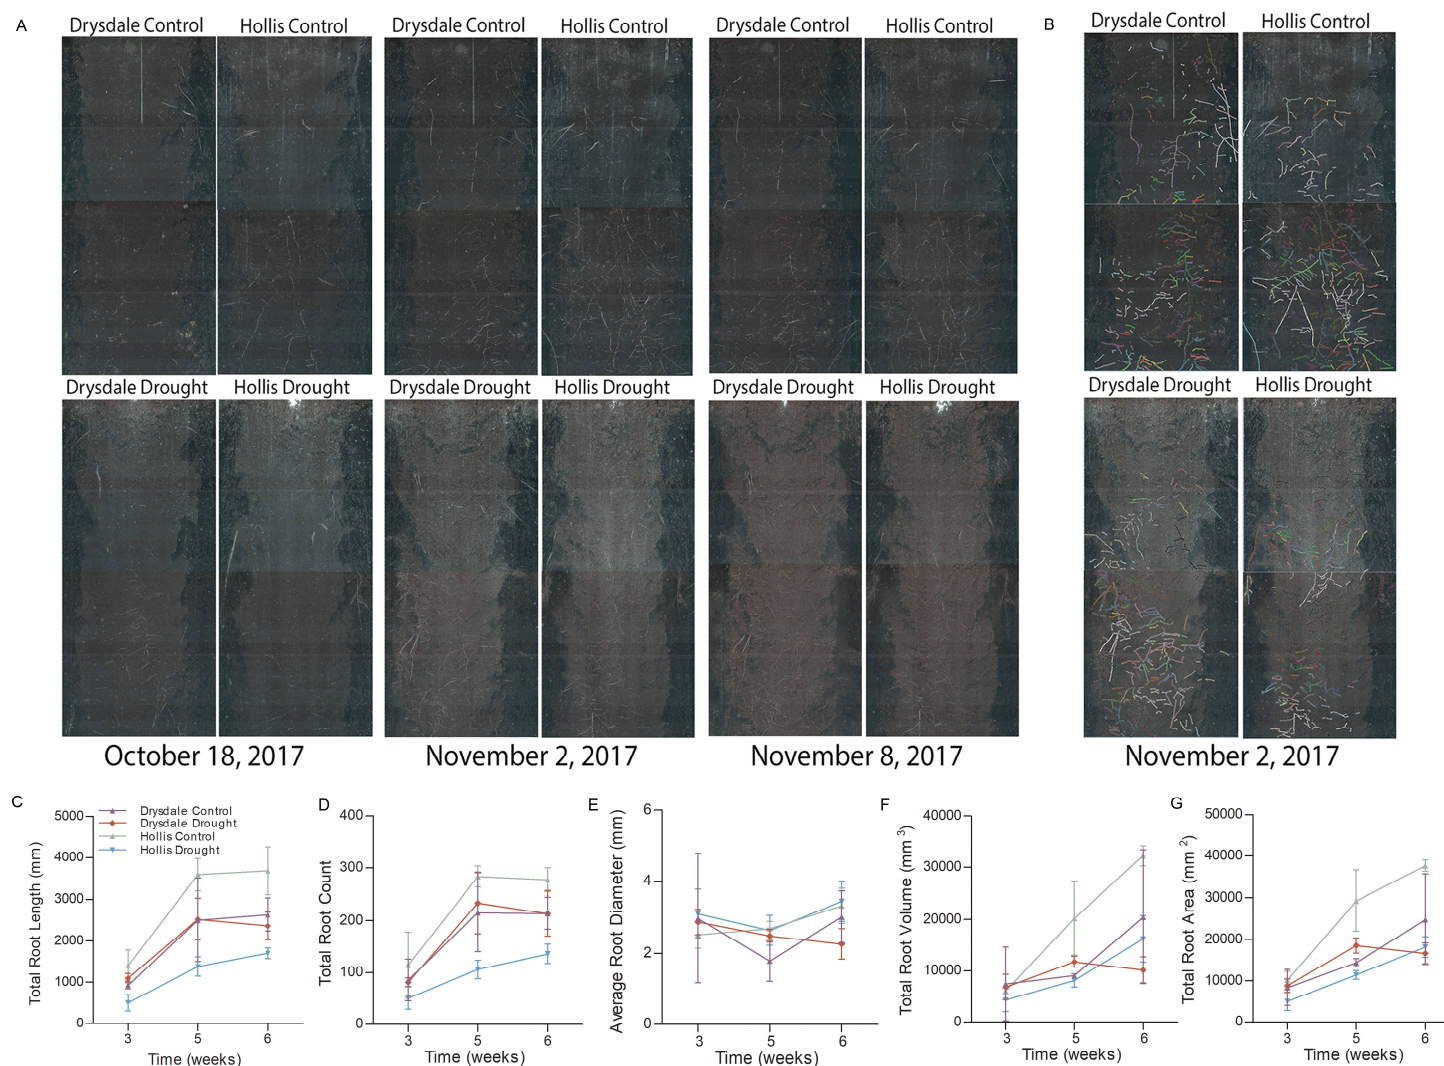 A
Drysdale Control
Hollis Control
Drysdale Control
Hollis Control
Drysdale Control
Hollis Control
B
Drysdale Control
Hollis Control
Drysdale Drought
Hollis Drought
Drysdale Drought
Hollis Drought
Drysdale Drought
Hollis Drought
Drysdale Drought
Hollis Drought
October 18, 2017
November 2, 2017
November 8, 2017
November 2, 2017
C
Drysdale Control
Drysdale Drought
Hollis Control
Hollis Drought
Total Root Length (mm)
5000
4000
3000
2000
1000
0
3 5 6
Time (weeks)
D
Total Root Count
400
300
200
100
0
3 5 6
Time (weeks)
E
Average Root Diameter (mm)
6
4
2
0
3 5 6
Time (weeks)
F
Total Root Volume (mm 3)
40000
30000
20000
10000
0
3 5 6
Time (weeks)
G
Total Root Area (mm 2)
50000
40000
30000
20000
10000
0
3 5 6
Time (weeks)